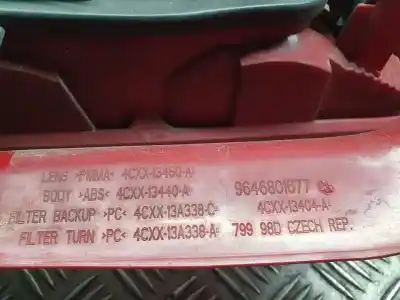 LENS >PMMA< 4CXX-13450-A
BODY >ABS< 4CXX-13440-A
FILTER BACKUP >PC< 4CXX-13A338-C
FILTER TURN >PC< 4CXX-13A338-A
9646801677
4CXX-13404-A
799 98D CZECH REP.